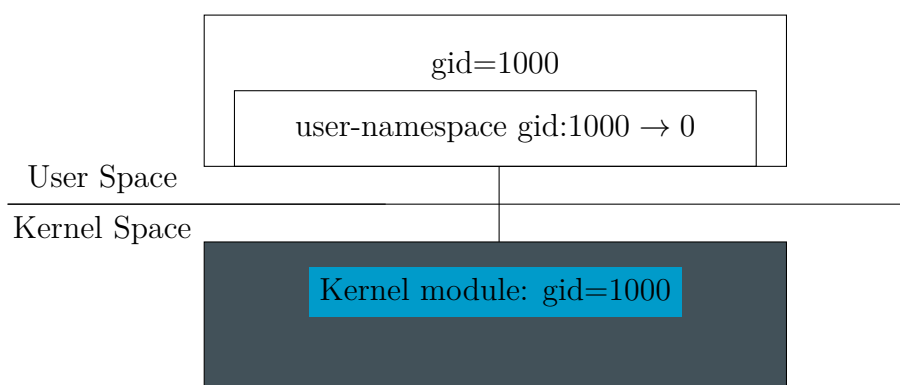 gid=1000
user-namespace gid:1000 → 0
User Space
Kernel Space
Kernel module: gid=1000